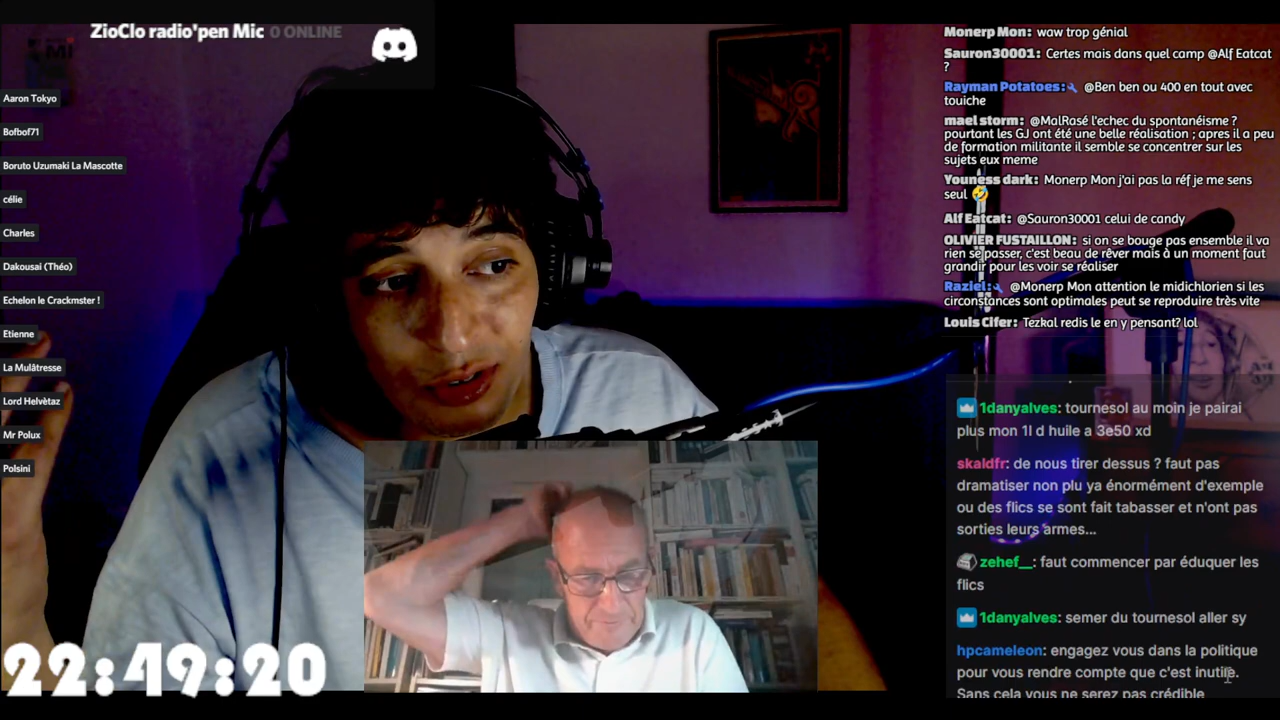 ZioClo radio'pen Mic 0 ONLINE
Aaron Tokyo
Bofbof71
Boruto Uzumaki La Mascotte
célie
Charles
Dakousai (Théo)
Echelon le Crackmster !
Etienne
La Mulâtresse
Lord Helvètaz
Mr Polux
Polsini
22:49:20
Monerp Mon: waw trop génial
Sauron30001: Certes mais dans quel camp @Alf Eatcat
?
Rayman Potatoes: @Ben ben ou 400 en tout avec
touiche
mael storm: @MalRasé l'echec du spontanéisme ?
pourtant les GJ ont été une belle réalisation ; apres il a peu
de formation militante il semble se concentrer sur les
sujets eux meme
Youness dark: Monerp Mon j'ai pas la réf je me sens
seul 🤣
Alf Eatcat: @Sauron30001 celui de candy
OLIVIER FUSTAILLON: si on se bouge pas ensemble il va
rien se passer, c'est beau de rêver mais à un moment faut
grandir pour les voir se réaliser
Raziel: @Monerp Mon attention le midichlorien si les
circonstances sont optimales peut se reproduire très vite
Louis Cifer: Tezkal redis le en y pensant? lol
1danyalves: tournesol au moin je pairai
plus mon 1l d huile a 3e50 xd
skaldfr: de nous tirer dessus ? faut pas
dramatiser non plu ya énormément d'exemple
ou des flics se sont fait tabasser et n'ont pas
sorties leurs armes...
zehef__: faut commencer par éduquer les
flics
1danyalves: semer du tournesol aller sy
hpcameleon: engagez vous dans la politique
pour vous rendre compte que c'est inutile.
Sans cela vous ne serez pas crédible